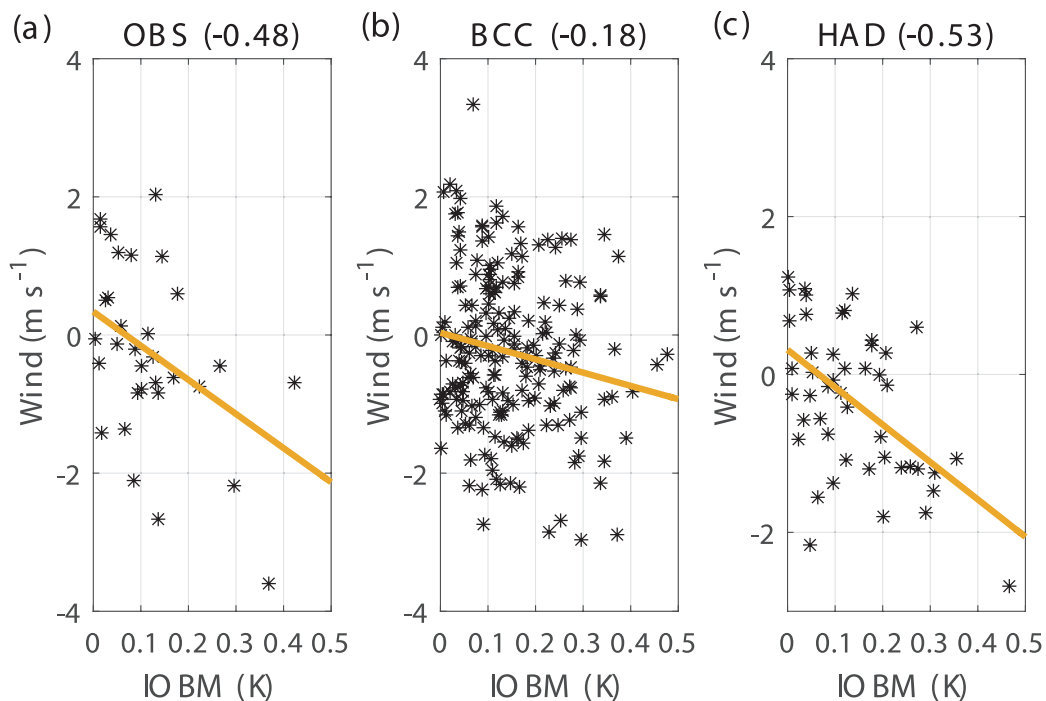 (a) OBS (-0.48)
4
2
0
-2
-4
Wind (m s⁻¹)
0 0.1 0.2 0.3 0.4 0.5
IOBM (K)
(b) BCC (-0.18)
4
2
0
-2
-4
Wind (m s⁻¹)
0 0.1 0.2 0.3 0.4 0.5
IOBM (K)
(c) HAD (-0.53)
4
2
0
-2
Wind (m s⁻¹)
0 0.1 0.2 0.3 0.4 0.5
IOBM (K)